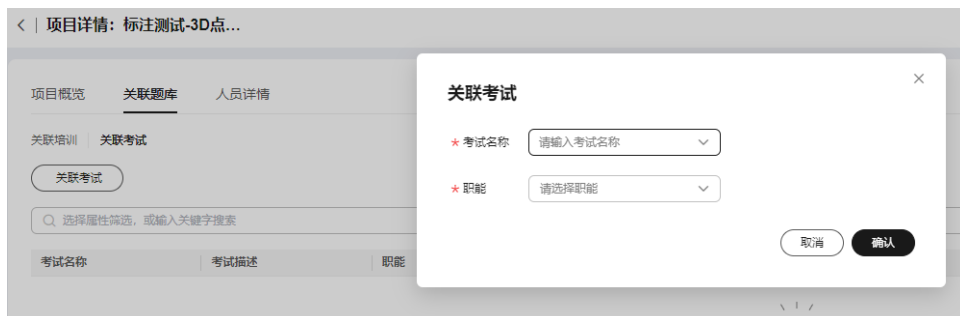 项目详情：标注测试-3D点…
项目概览 关联题库 人员详情
关联培训 关联考试
关联考试
选择属性筛选，或输入关键字搜索
考试名称 考试描述 职能
关联考试
* 考试名称 请输入考试名称
* 职能 请选择职能
取消 确认